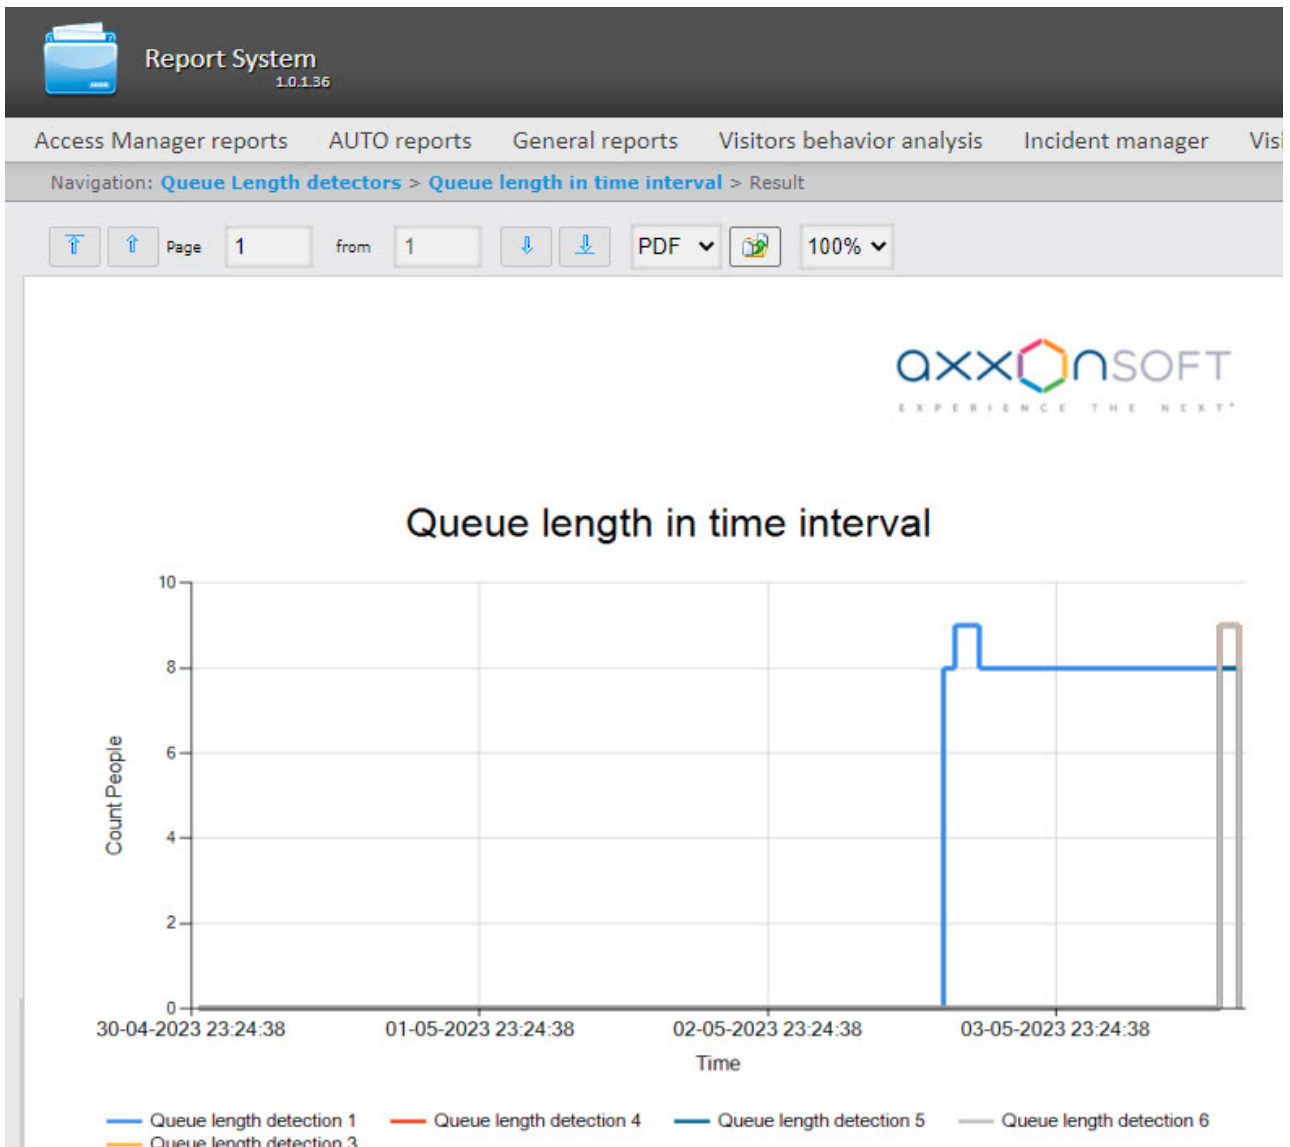 Report System
1.0.1.36
Access Manager reports AUTO reports General reports Visitors behavior analysis Incident manager
Navigation: Queue Length detectors > Queue length in time interval > Result
Page 1 from 1 PDF 100%
axxonsoft
EXPERIENCE THE NEXT
Queue length in time interval
10
8
6
4
2
0
Count People
30-04-2023 23:24:38 01-05-2023 23:24:38 02-05-2023 23:24:38 03-05-2023 23:24:38
Time
Queue length detection 1 Queue length detection 4 Queue length detection 5 Queue length detection 6
Queue length detection 3